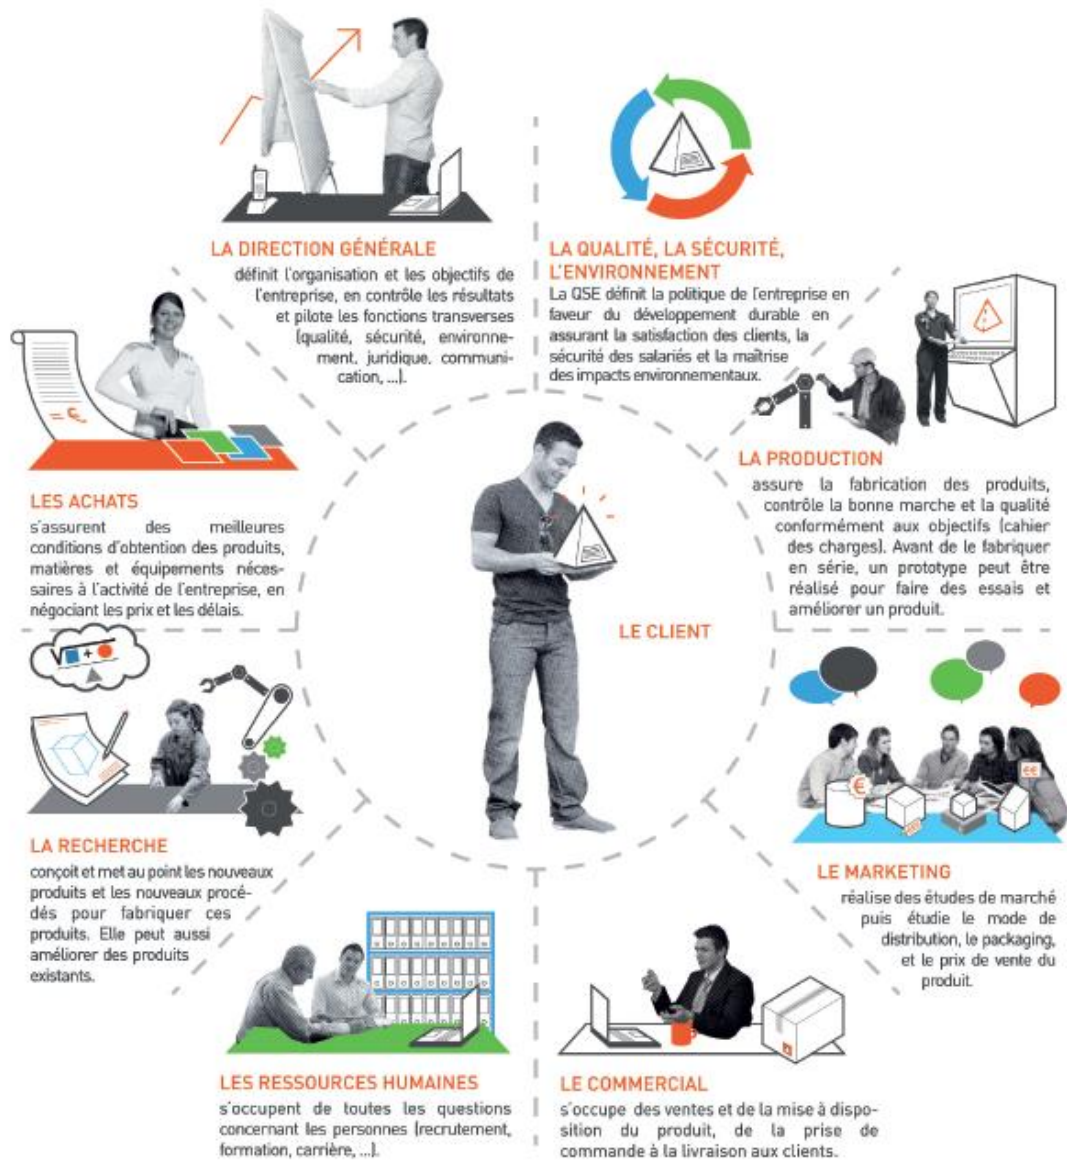 LA DIRECTION GÉNÉRALE
définit l'organisation et les objectifs de
l'entreprise, en contrôle les résultats
et pilote les fonctions transverses
(qualité, sécurité, environne-
ment, juridique, communi-
cation, ...).
LA QUALITÉ, LA SÉCURITÉ,
L'ENVIRONNEMENT
La QSE définit la politique de l'entreprise en
faveur du développement durable en
assurant la satisfaction des clients, la
sécurité des salariés et la maîtrise
des impacts environnementaux.
= €
LES ACHATS
s'assurent des meilleures
conditions d'obtention des produits,
matières et équipements néces-
saires à l'activité de l'entreprise, en
négociant les prix et les délais.
LA PRODUCTION
assure la fabrication des produits,
contrôle la bonne marche et la qualité
conformément aux objectifs (cahier
des charges). Avant de le fabriquer
en série, un prototype peut être
réalisé pour faire des essais et
améliorer un produit.
LE CLIENT
√ +
LA RECHERCHE
conçoit et met au point les nouveaux
produits et les nouveaux procé-
dés pour fabriquer ces
produits. Elle peut aussi
améliorer des produits
existants.
€
€€
LE MARKETING
réalise des études de marché
puis étudie le mode de
distribution, le packaging,
et le prix de vente du
produit.
LES RESSOURCES HUMAINES
s'occupent de toutes les questions
concernant les personnes (recrutement,
formation, carrière, ...).
LE COMMERCIAL
s'occupe des ventes et de la mise à dispo-
sition du produit, de la prise de
commande à la livraison aux clients.